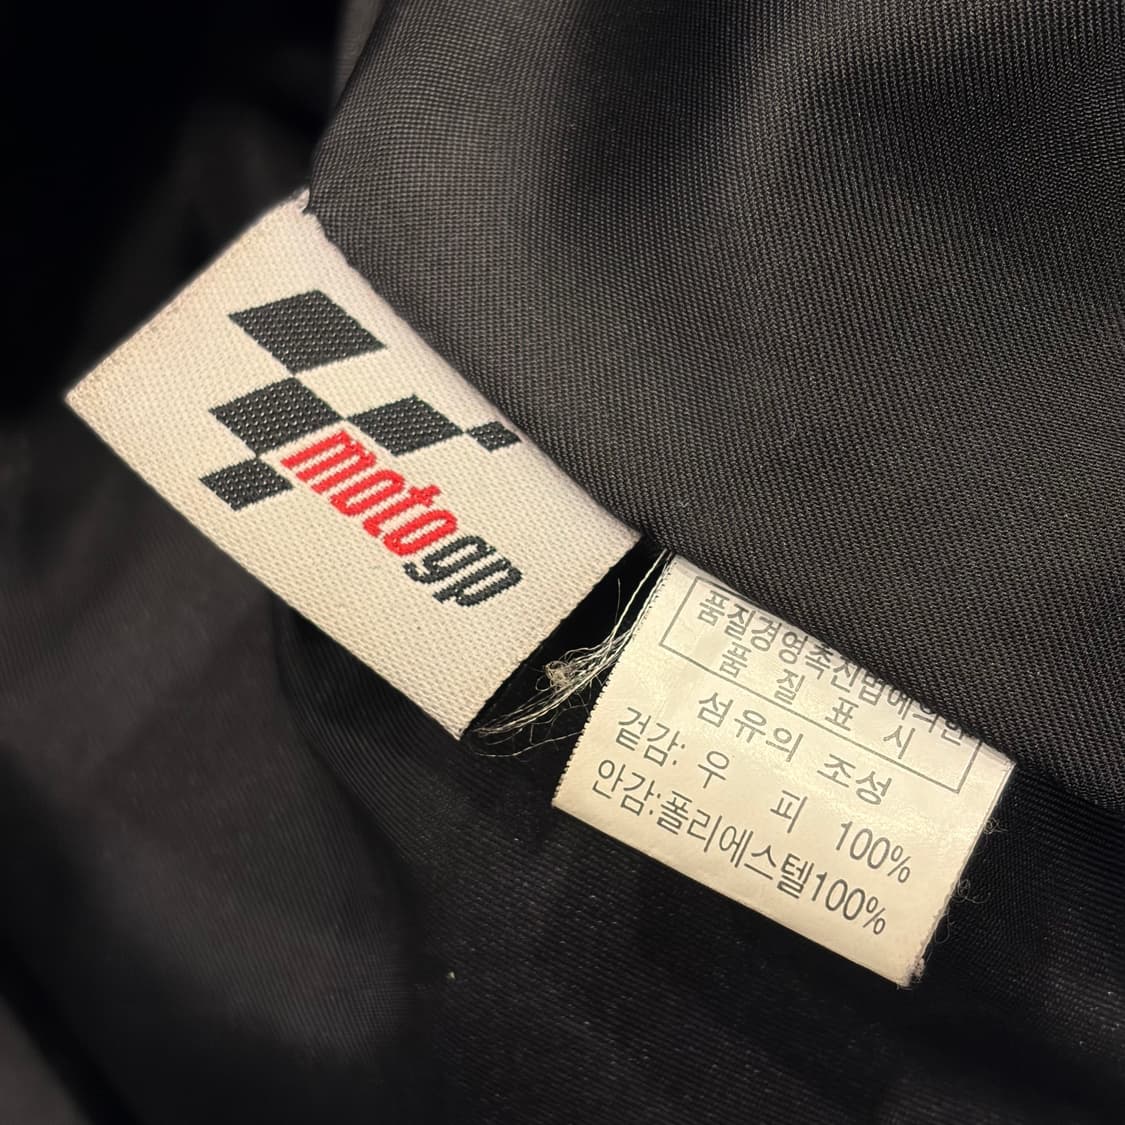 motogp
품질경영촉진법에의한
품 질 표 시
섬유의 조성
겉감: 우 피 100%
안감:폴리에스텔100%